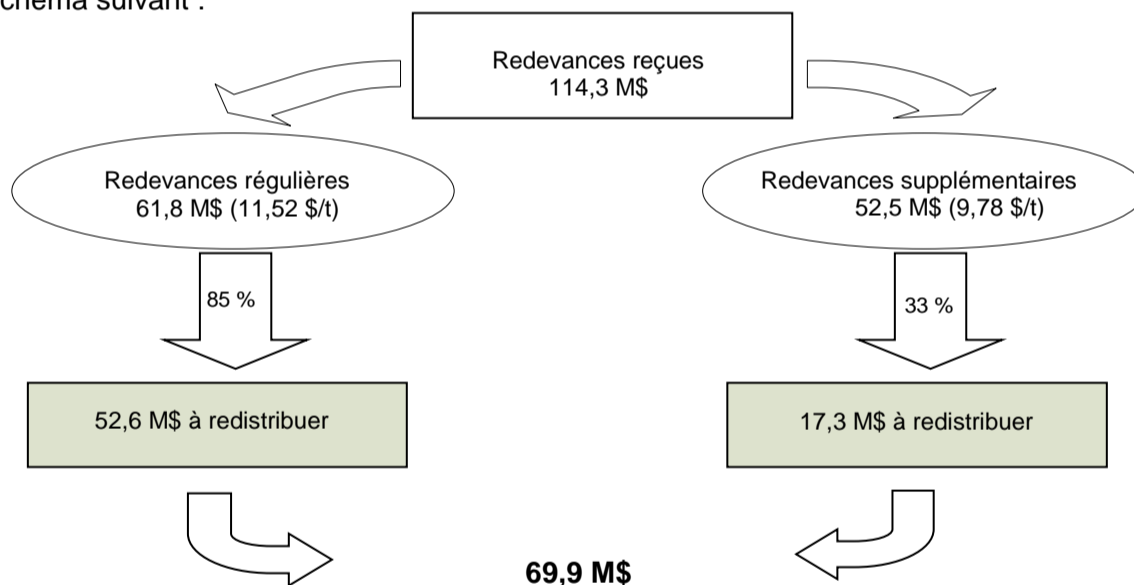 chéma suivant :
Redevances reçues
114,3 M$
Redevances régulières
61,8 M$ (11,52 $/t)
Redevances supplémentaires
52,5 M$ (9,78 $/t)
85 %
33 %
52,6 M$ à redistribuer
17,3 M$ à redistribuer
69,9 M$